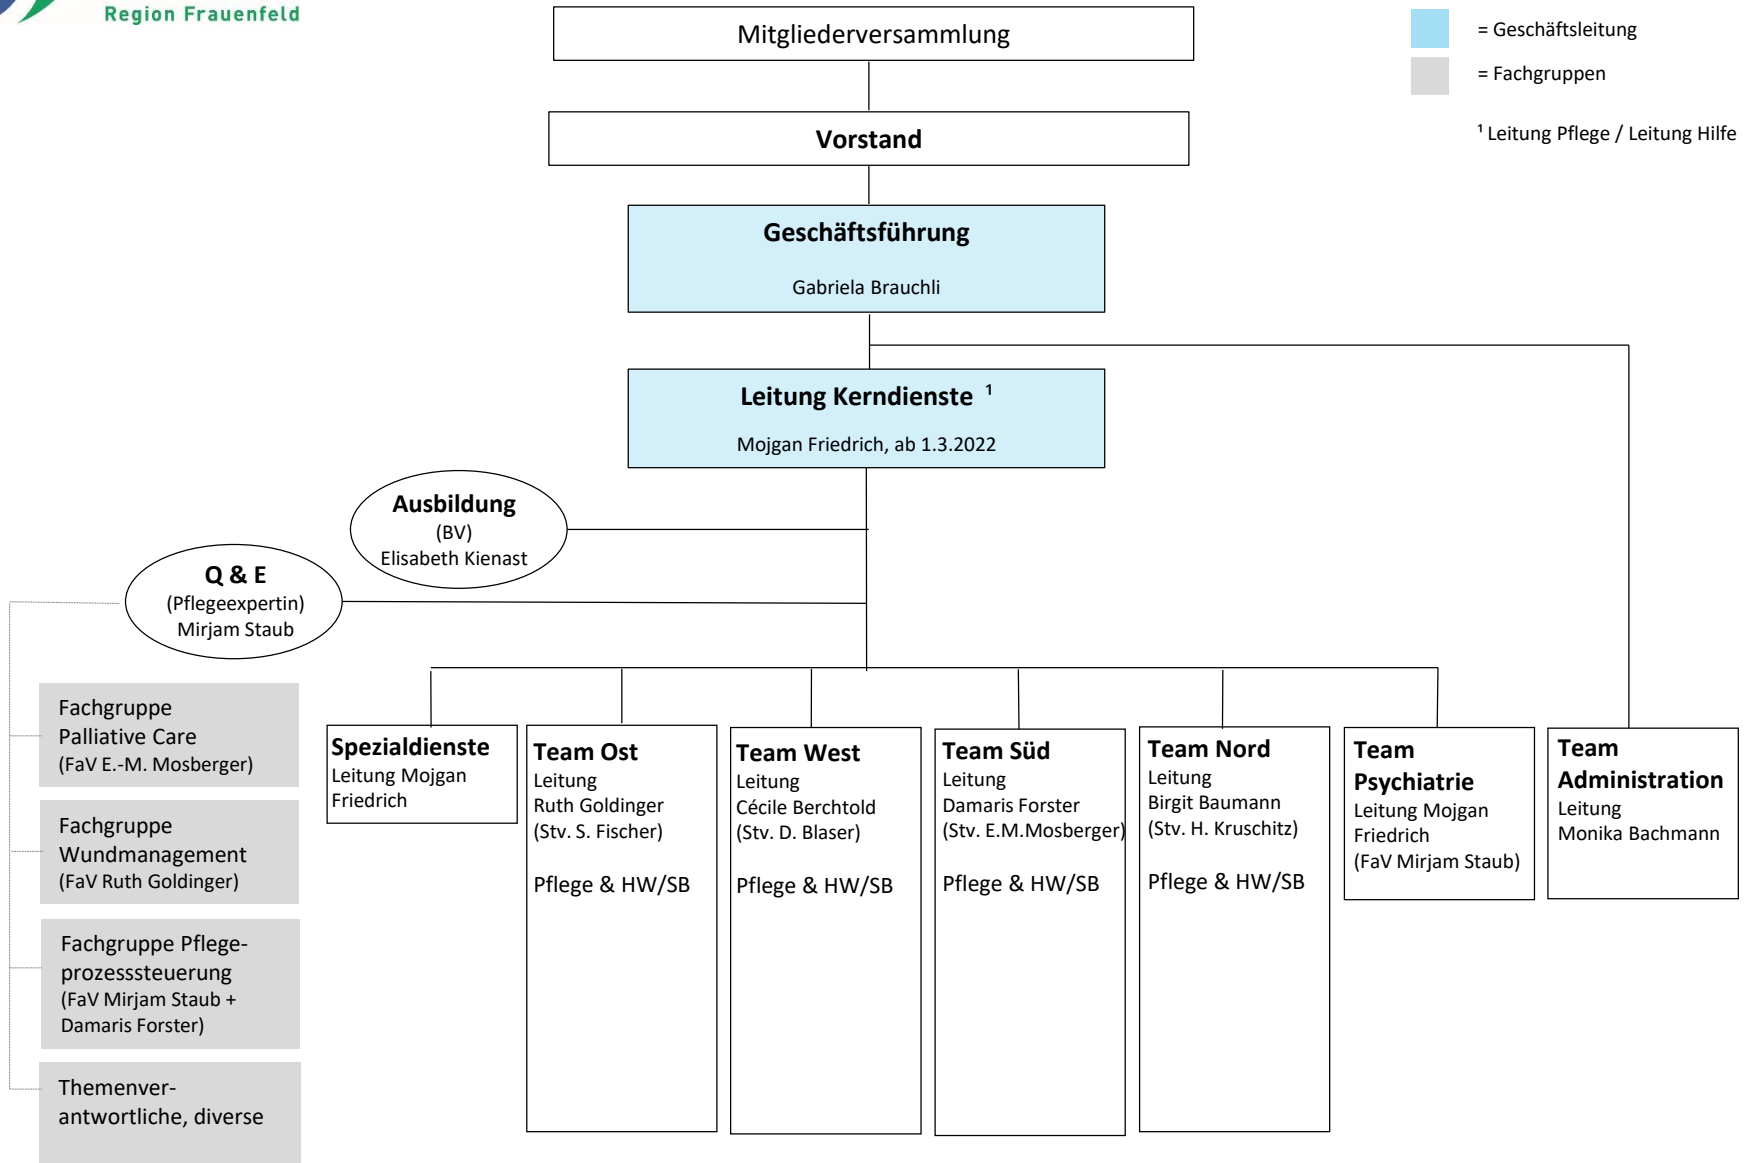 Region Frauenfeld
Mitgliederversammlung
= Geschäftsleitung
= Fachgruppen
¹ Leitung Pflege / Leitung Hilfe
Vorstand
Geschäftsführung
Gabriela Brauchli
Leitung Kerndienste ¹
Mojgan Friedrich, ab 1.3.2022
Ausbildung
(BV)
Elisabeth Kienast
Q & E
(Pflegeexpertin)
Mirjam Staub
Fachgruppe
Palliative Care
(FaV E.-M. Mosberger)
Fachgruppe
Wundmanagement
(FaV Ruth Goldinger)
Fachgruppe Pflege-
prozesssteuerung
(FaV Mirjam Staub +
Damaris Forster)
Themenver-
antwortliche, diverse
Spezialdienste
Leitung Mojgan
Friedrich
Team Ost
Leitung
Ruth Goldinger
(Stv. S. Fischer)
Pflege & HW/SB
Team West
Leitung
Cécile Berchtold
(Stv. D. Blaser)
Pflege & HW/SB
Team Süd
Leitung
Damaris Forster
(Stv. E.M.Mosberger)
Pflege & HW/SB
Team Nord
Leitung
Birgit Baumann
(Stv. H. Kruschitz)
Pflege & HW/SB
Team
Psychiatrie
Leitung Mojgan
Friedrich
(FaV Mirjam Staub)
Team
Administration
Leitung
Monika Bachmann